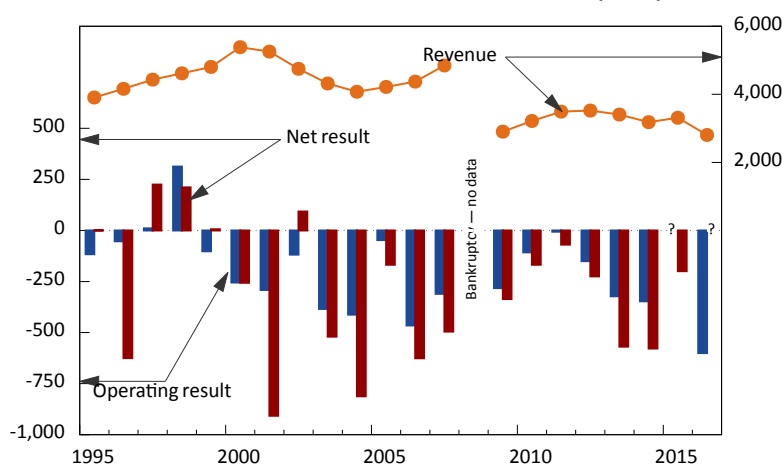 6,000
Revenue
4,000
500
Net result
2,000
250
0
? ?
Bankruptcy — no data
-250
-500
-750
Operating result
-1,000
1995 2000 2005 2010 2015